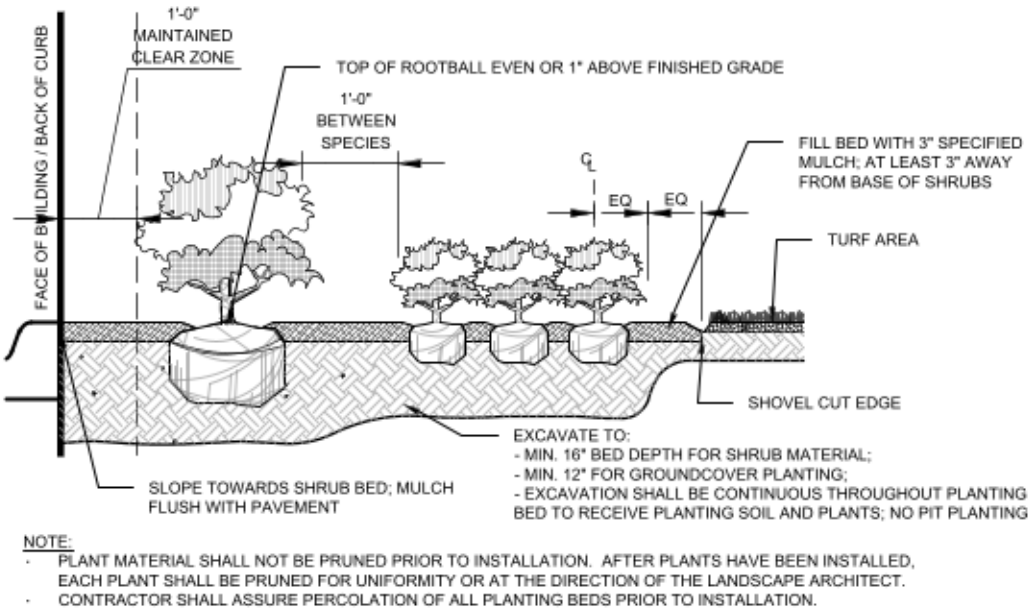 1'-0"
MAINTAINED
CLEAR ZONE
TOP OF ROOTBALL EVEN OR 1" ABOVE FINISHED GRADE
1'-0"
BETWEEN
SPECIES
FILL BED WITH 3" SPECIFIED
MULCH; AT LEAST 3" AWAY
FROM BASE OF SHRUBS
CL
EQ EQ
TURF AREA
FACE OF BUILDING / BACK OF CURB
SHOVEL CUT EDGE
EXCAVATE TO:
- MIN. 16" BED DEPTH FOR SHRUB MATERIAL;
- MIN. 12" FOR GROUNDCOVER PLANTING;
- EXCAVATION SHALL BE CONTINUOUS THROUGHOUT PLANTING
BED TO RECEIVE PLANTING SOIL AND PLANTS; NO PIT PLANTING
SLOPE TOWARDS SHRUB BED; MULCH
FLUSH WITH PAVEMENT
NOTE:
· PLANT MATERIAL SHALL NOT BE PRUNED PRIOR TO INSTALLATION. AFTER PLANTS HAVE BEEN INSTALLED,
EACH PLANT SHALL BE PRUNED FOR UNIFORMITY OR AT THE DIRECTION OF THE LANDSCAPE ARCHITECT.
· CONTRACTOR SHALL ASSURE PERCOLATION OF ALL PLANTING BEDS PRIOR TO INSTALLATION.